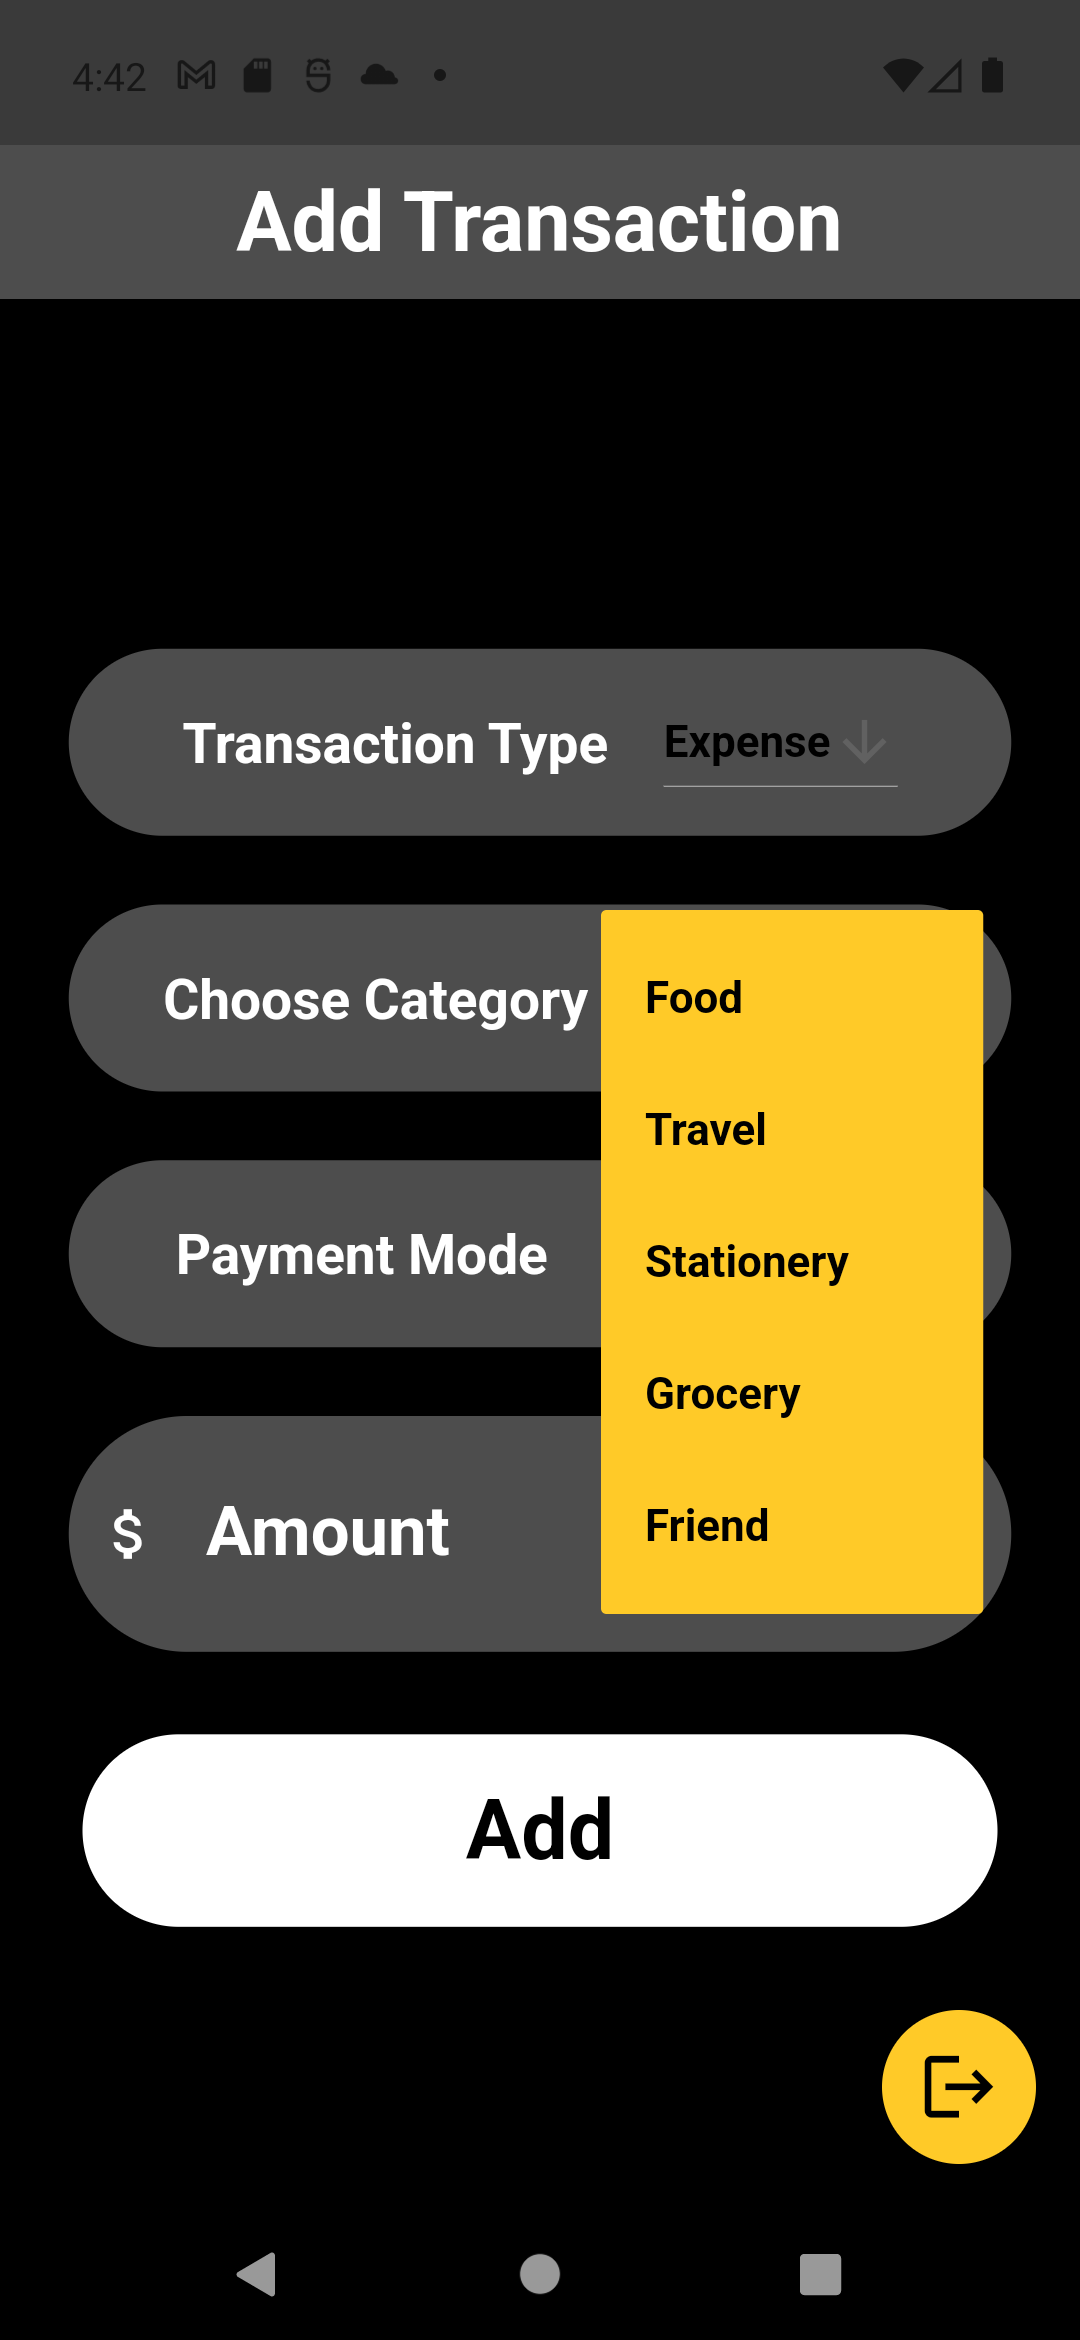 4:42
Add Transaction
Transaction Type Expense
Choose Category
Food
Travel
Payment Mode
Stationery
Grocery
$ Amount
Friend
Add